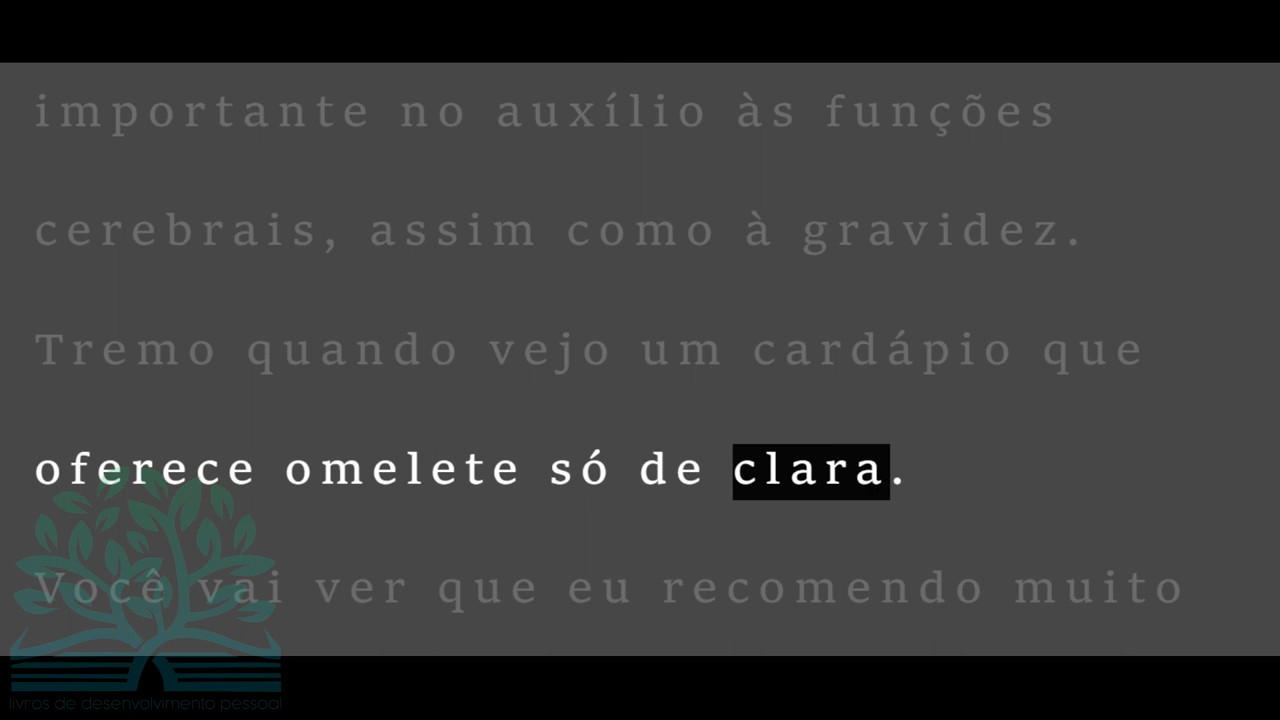 importante no auxílio às funções
cerebrais, assim como à gravidez.
Tremo quando vejo um cardápio que
oferece omelete só de clara.
Você vai ver que eu recomendo muito
livros de desenvolvimento pessoal